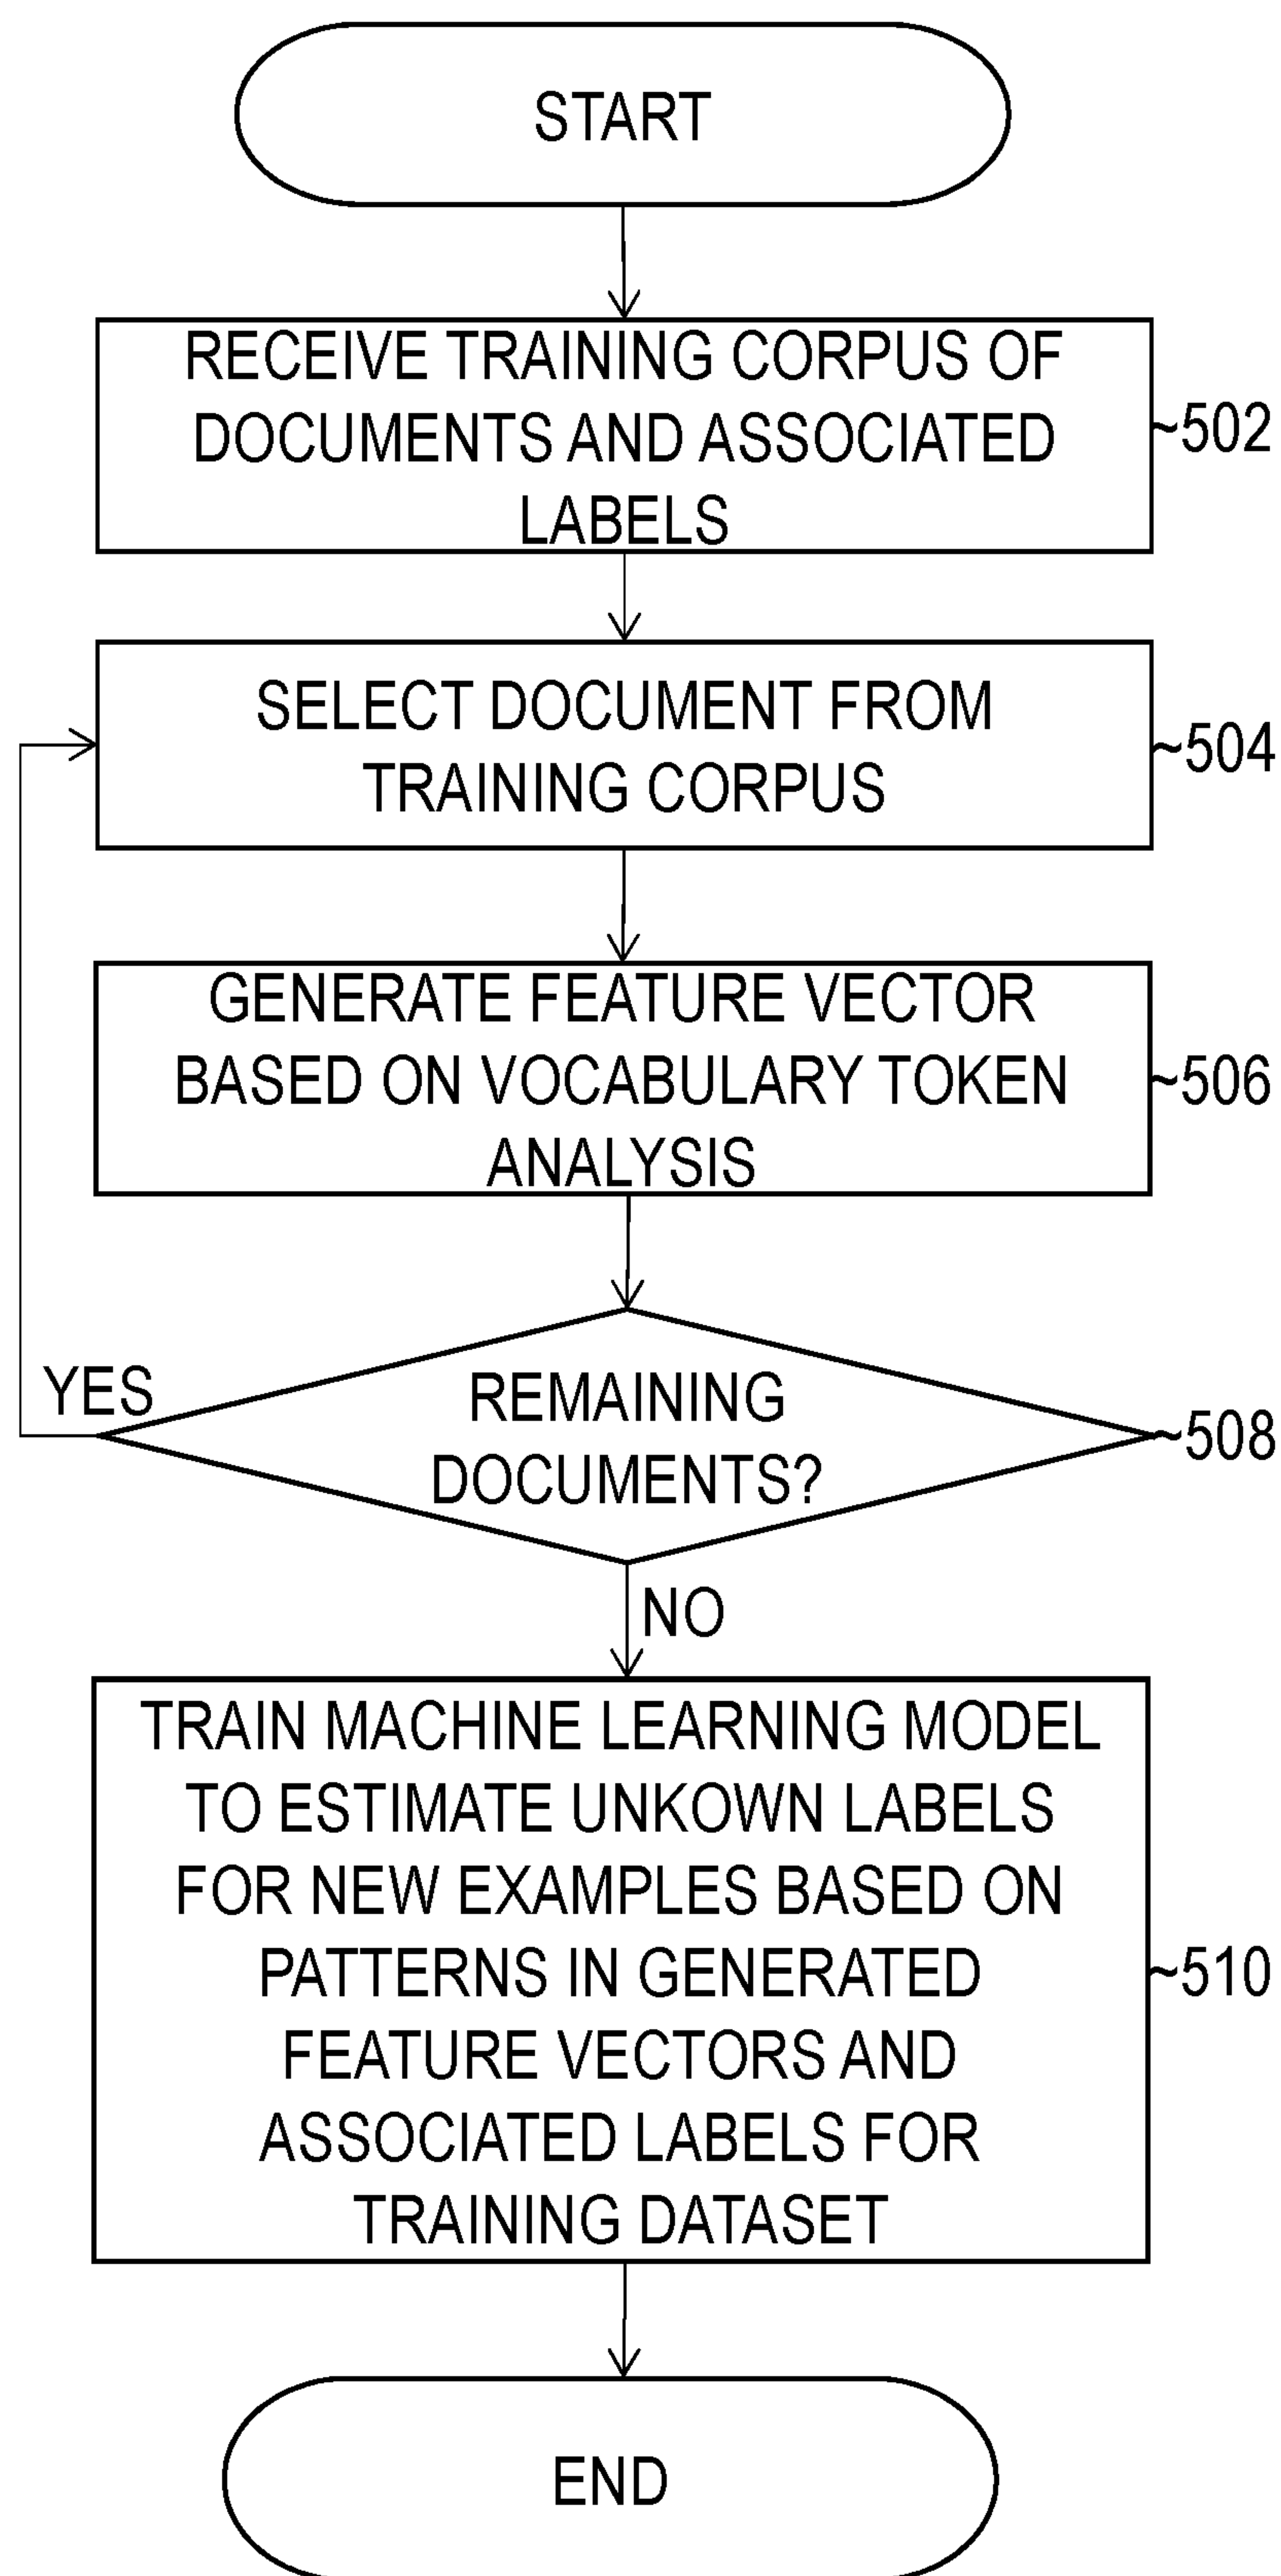 START
RECEIVE TRAINING CORPUS OF
DOCUMENTS AND ASSOCIATED
LABELS
~502
SELECT DOCUMENT FROM
TRAINING CORPUS
~504
GENERATE FEATURE VECTOR
BASED ON VOCABULARY TOKEN
ANALYSIS
~506
YES
REMAINING
DOCUMENTS?
~508
NO
TRAIN MACHINE LEARNING MODEL
TO ESTIMATE UNKOWN LABELS
FOR NEW EXAMPLES BASED ON
PATTERNS IN GENERATED
FEATURE VECTORS AND
ASSOCIATED LABELS FOR
TRAINING DATASET
~510
END